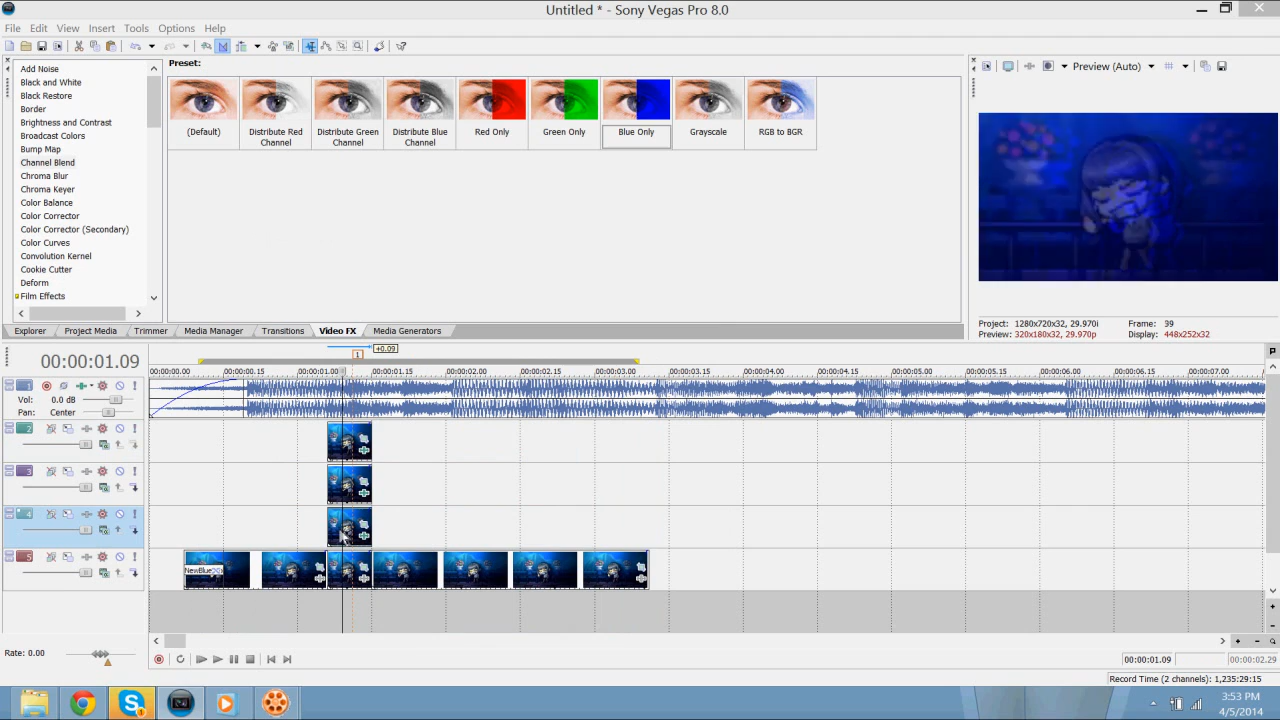 Untitled * - Sony Vegas Pro 8.0
File Edit View Insert Tools Options Help
Add Noise
Black and White
Black Restore
Border
Brightness and Contrast
Broadcast Colors
Bump Map
Channel Blend
Chroma Blur
Chroma Keyer
Color Balance
Color Corrector
Color Corrector (Secondary)
Color Curves
Convolution Kernel
Cookie Cutter
Deform
Film Effects
Preset:
(Default)
Distribute Red Channel
Distribute Green Channel
Distribute Blue Channel
Red Only
Green Only
Blue Only
Grayscale
RGB to BGR
Preview (Auto)
Project: 1280x720x32, 29.970i Frame: 39
Preview: 320x180x32, 29.970p Display: 448x252x32
Explorer Project Media Trimmer Media Manager Transitions Video FX Media Generators
+0.09
1
00:00:01.09
00:00:00.00 00:00:00.15 00:00:01.00 00:00:01.15 00:00:02.00 00:00:02.15 00:00:03.00 00:00:03.15 00:00:04.00 00:00:04.15 00:00:05.00 00:00:05.15 00:00:06.00 00:00:06.15 00:00:07.00
1
Vol: 0.0 dB
Pan: Center
2
3
4
5
NewBlue
Rate: 0.00
00:00:01.09 00:00:02.29
Record Time (2 channels): 1,235:29:15
3:53 PM
4/5/2014